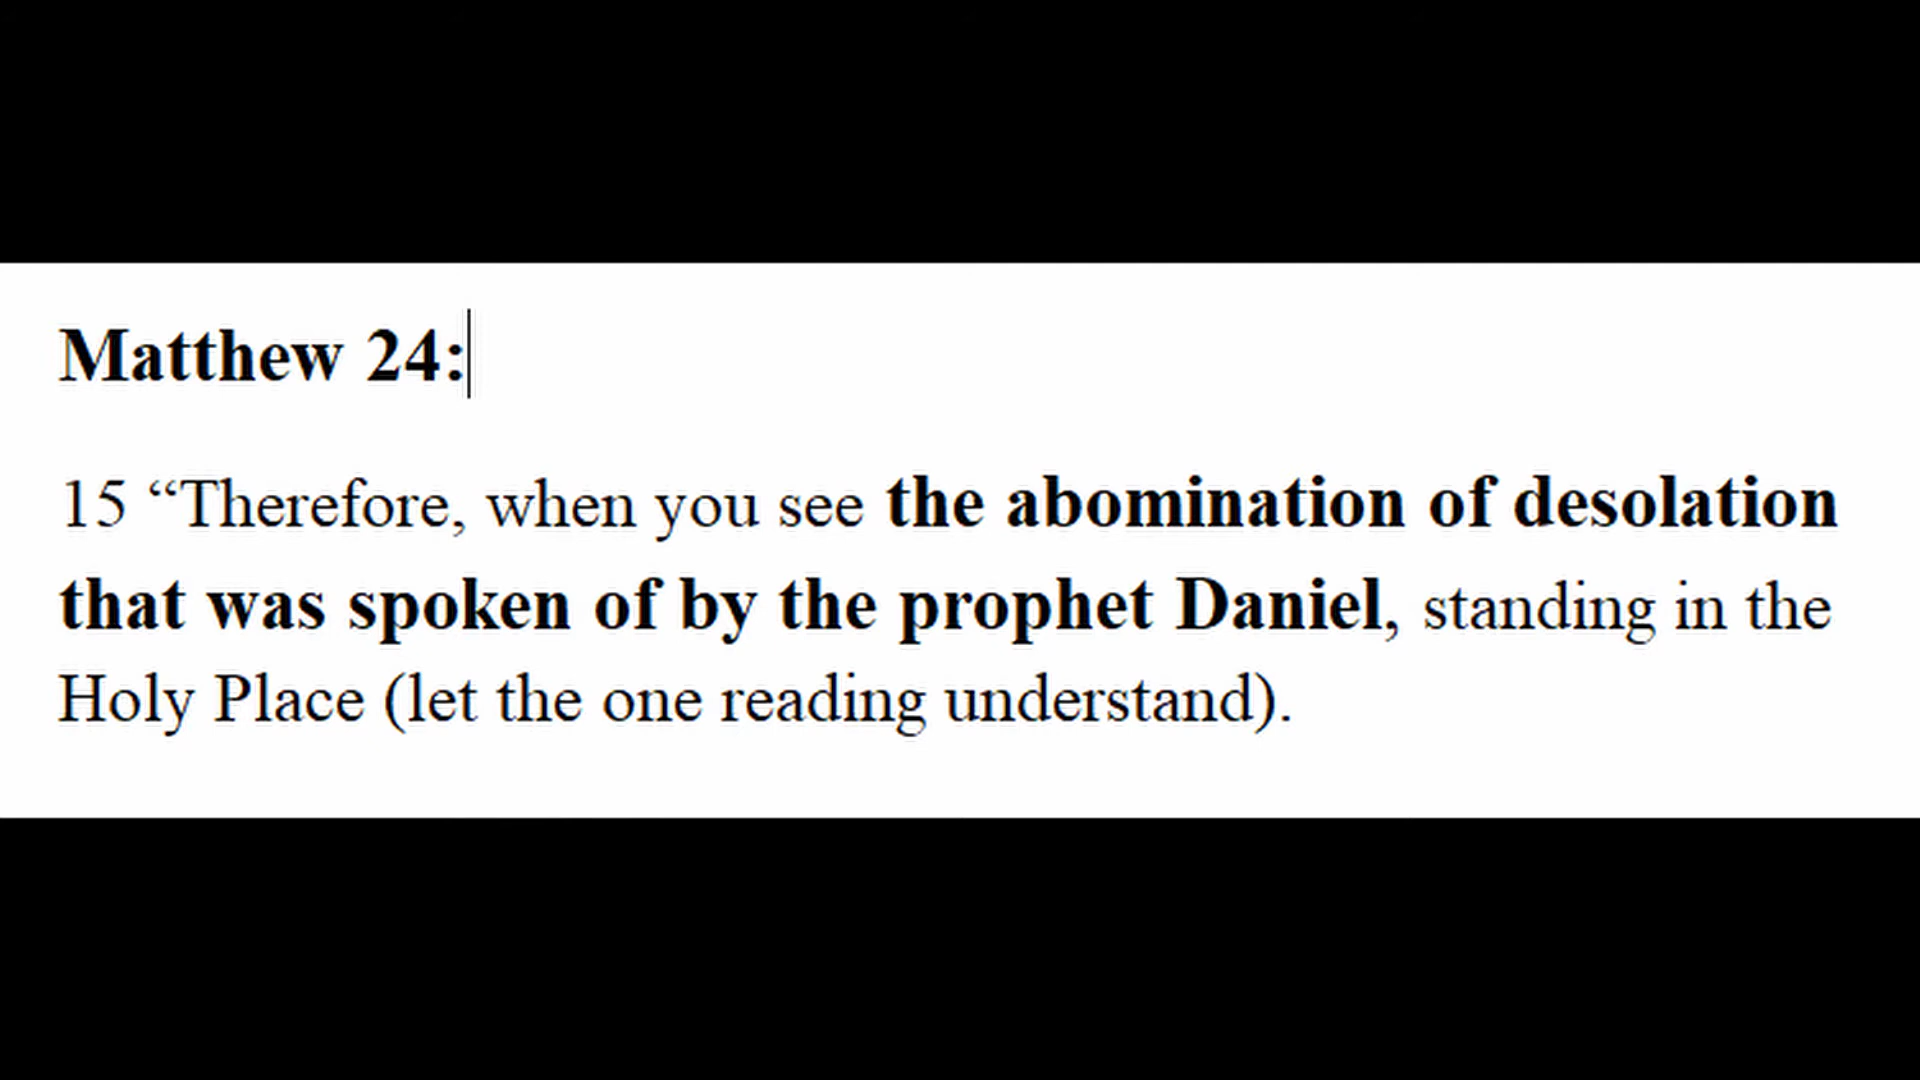 Matthew 24:
15 “Therefore, when you see the abomination of desolation
that was spoken of by the prophet Daniel, standing in the
Holy Place (let the one reading understand).